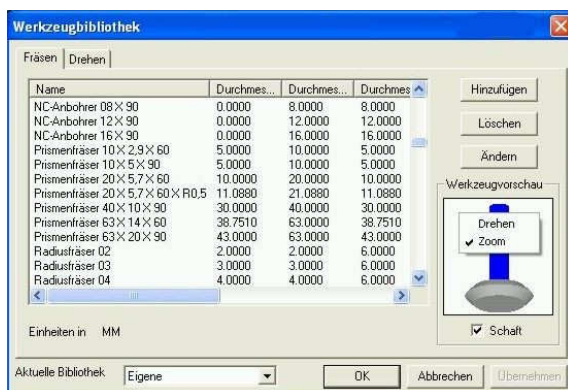 Werkzeugbibliothek
Fräsen Drehen
Name Durchmes... Durchmes... Durchmes
NC-Anbohrer 08 X 90 0.0000 8.0000 8.0000
NC-Anbohrer 12 X 90 0.0000 12.0000 12.0000
NC-Anbohrer 16 X 90 0.0000 16.0000 16.0000
Prismenfräser 10 X 2,9 X 60 5.0000 10.0000 5.0000
Prismenfräser 10 X 5 X 90 5.0000 10.0000 5.0000
Prismenfräser 20 X 5,7 X 60 10.0000 20.0000 10.0000
Prismenfräser 20 X 5,7 X 60 X R0,5 11.0880 21.0880 11.0880
Prismenfräser 40 X 10 X 90 30.0000 40.0000 40.0000
Prismenfräser 63 X 14 X 60 38.7510 63.0000 38.7510
Prismenfräser 63 X 20 X 90 43.0000 63.0000 43.0000
Radiusfräser 02 2.0000 2.0000 6.0000
Radiusfräser 03 3.0000 3.0000 6.0000
Radiusfräser 04 4.0000 4.0000 6.0000
Hinzufügen
Löschen
Ändern
Werkzeugvorschau
Drehen
Zoom
Schaft
Einheiten in MM
Aktuelle Bibliothek Eigene OK Abbrechen Übernehmen